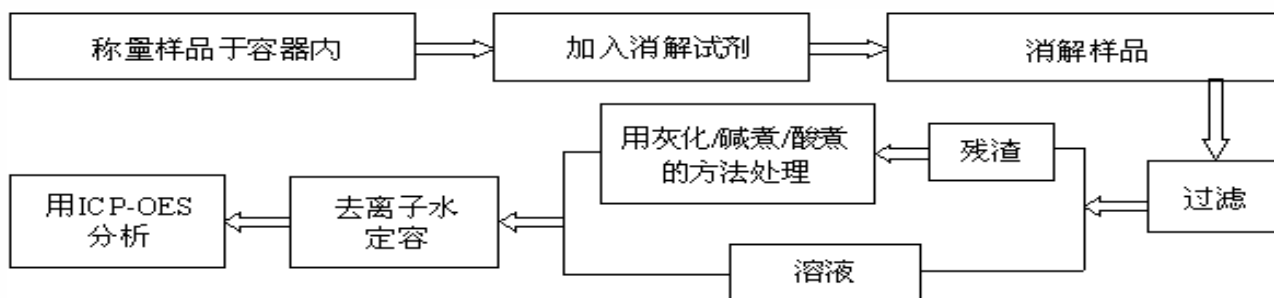 称量样品于容器内
加入消解试剂
消解样品
用灰化/碱煮/酸煮
的方法处理
残渣
过滤
用ICP-OES
分析
去离子水
定容
溶液